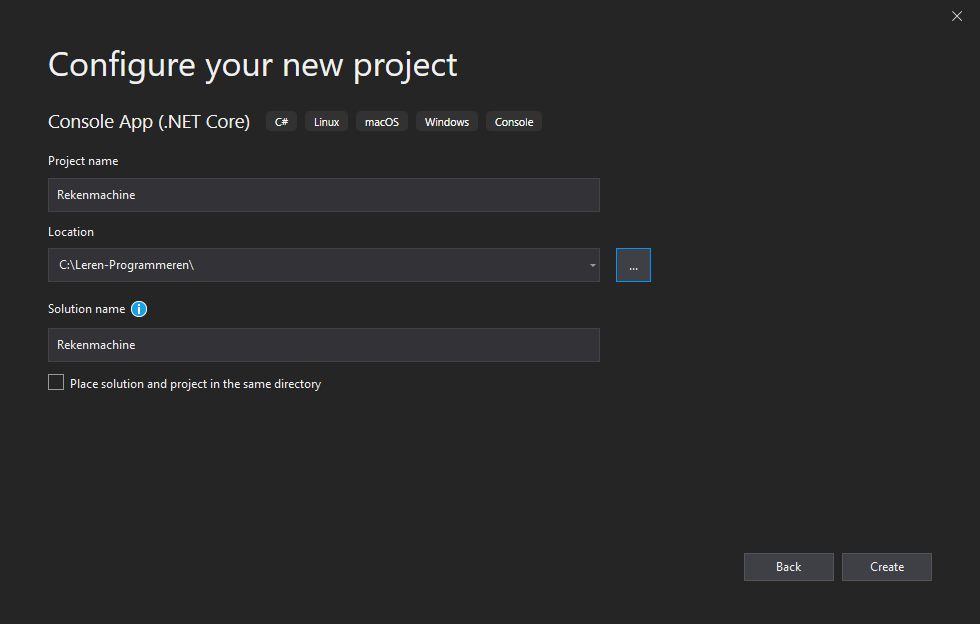 Configure your new project
Console App (.NET Core) C# Linux macOS Windows Console
Project name
Rekenmachine
Location
C:\Leren-Programmeren\
...
Solution name
Rekenmachine
Place solution and project in the same directory
Back Create